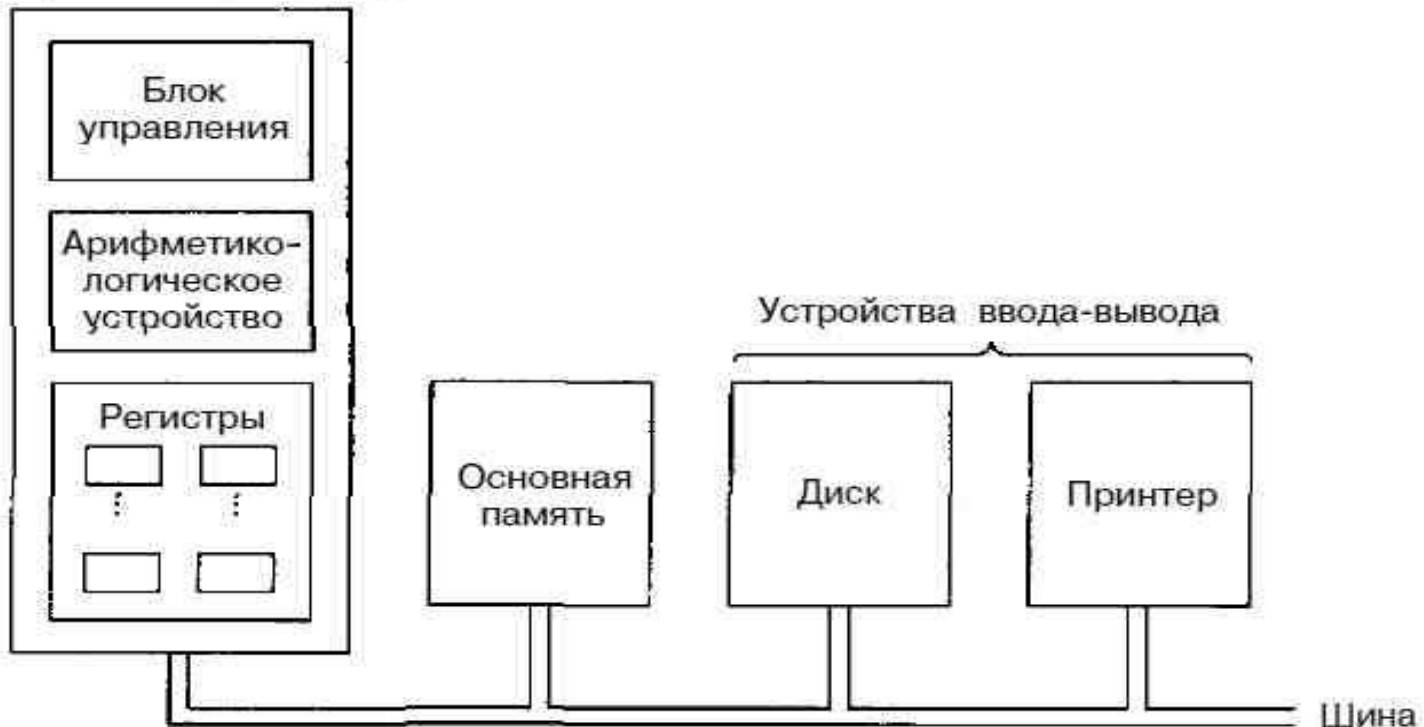 Блок
управления
Арифметико-
логическое
устройство
Регистры
Устройства ввода-вывода
Основная
память
Диск
Принтер
Шина